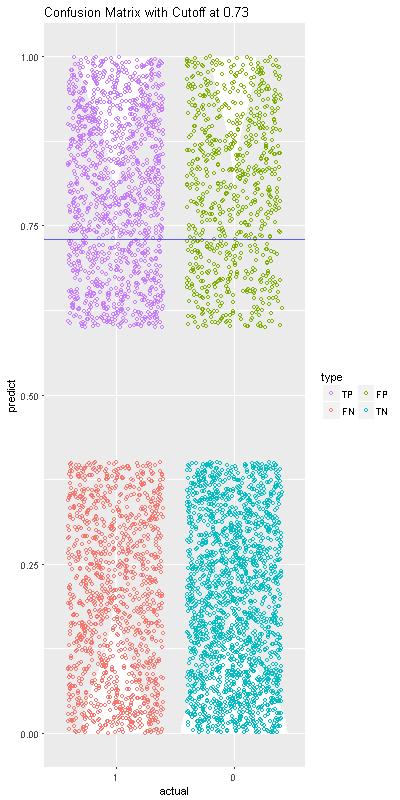 Confusion Matrix with Cutoff at 0.73
1.00
0.75
0.50
0.25
0.00
predict
1 0
actual
type
TP FP
FN TN